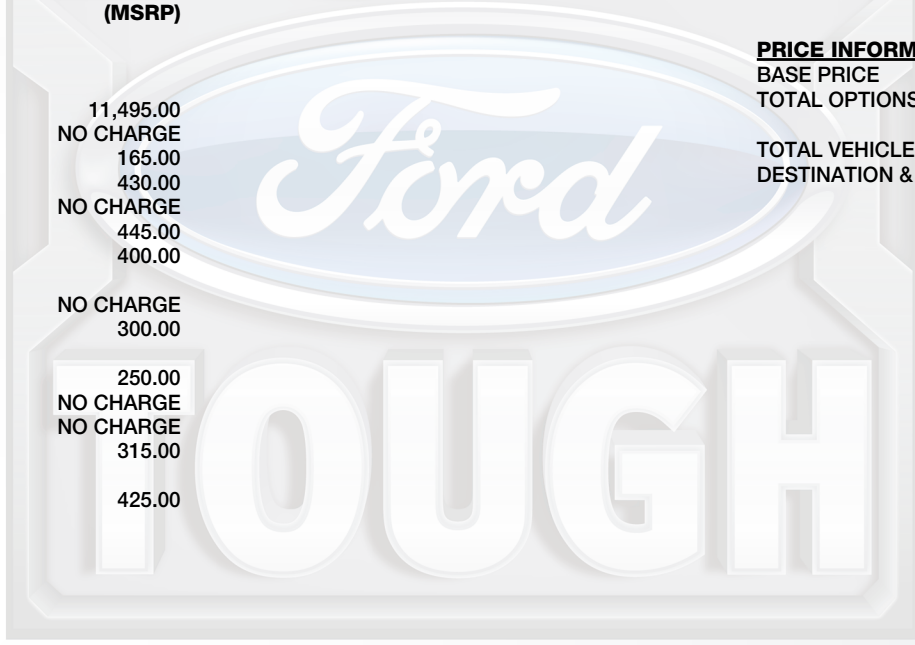 (MSRP)
11,495.00
NO CHARGE
165.00
430.00
NO CHARGE
445.00
400.00
NO CHARGE
300.00
250.00
NO CHARGE
NO CHARGE
315.00
425.00
PRICE INFORM
BASE PRICE
TOTAL OPTIONS
TOTAL VEHICLE
DESTINATION &
Ford
TOUGH